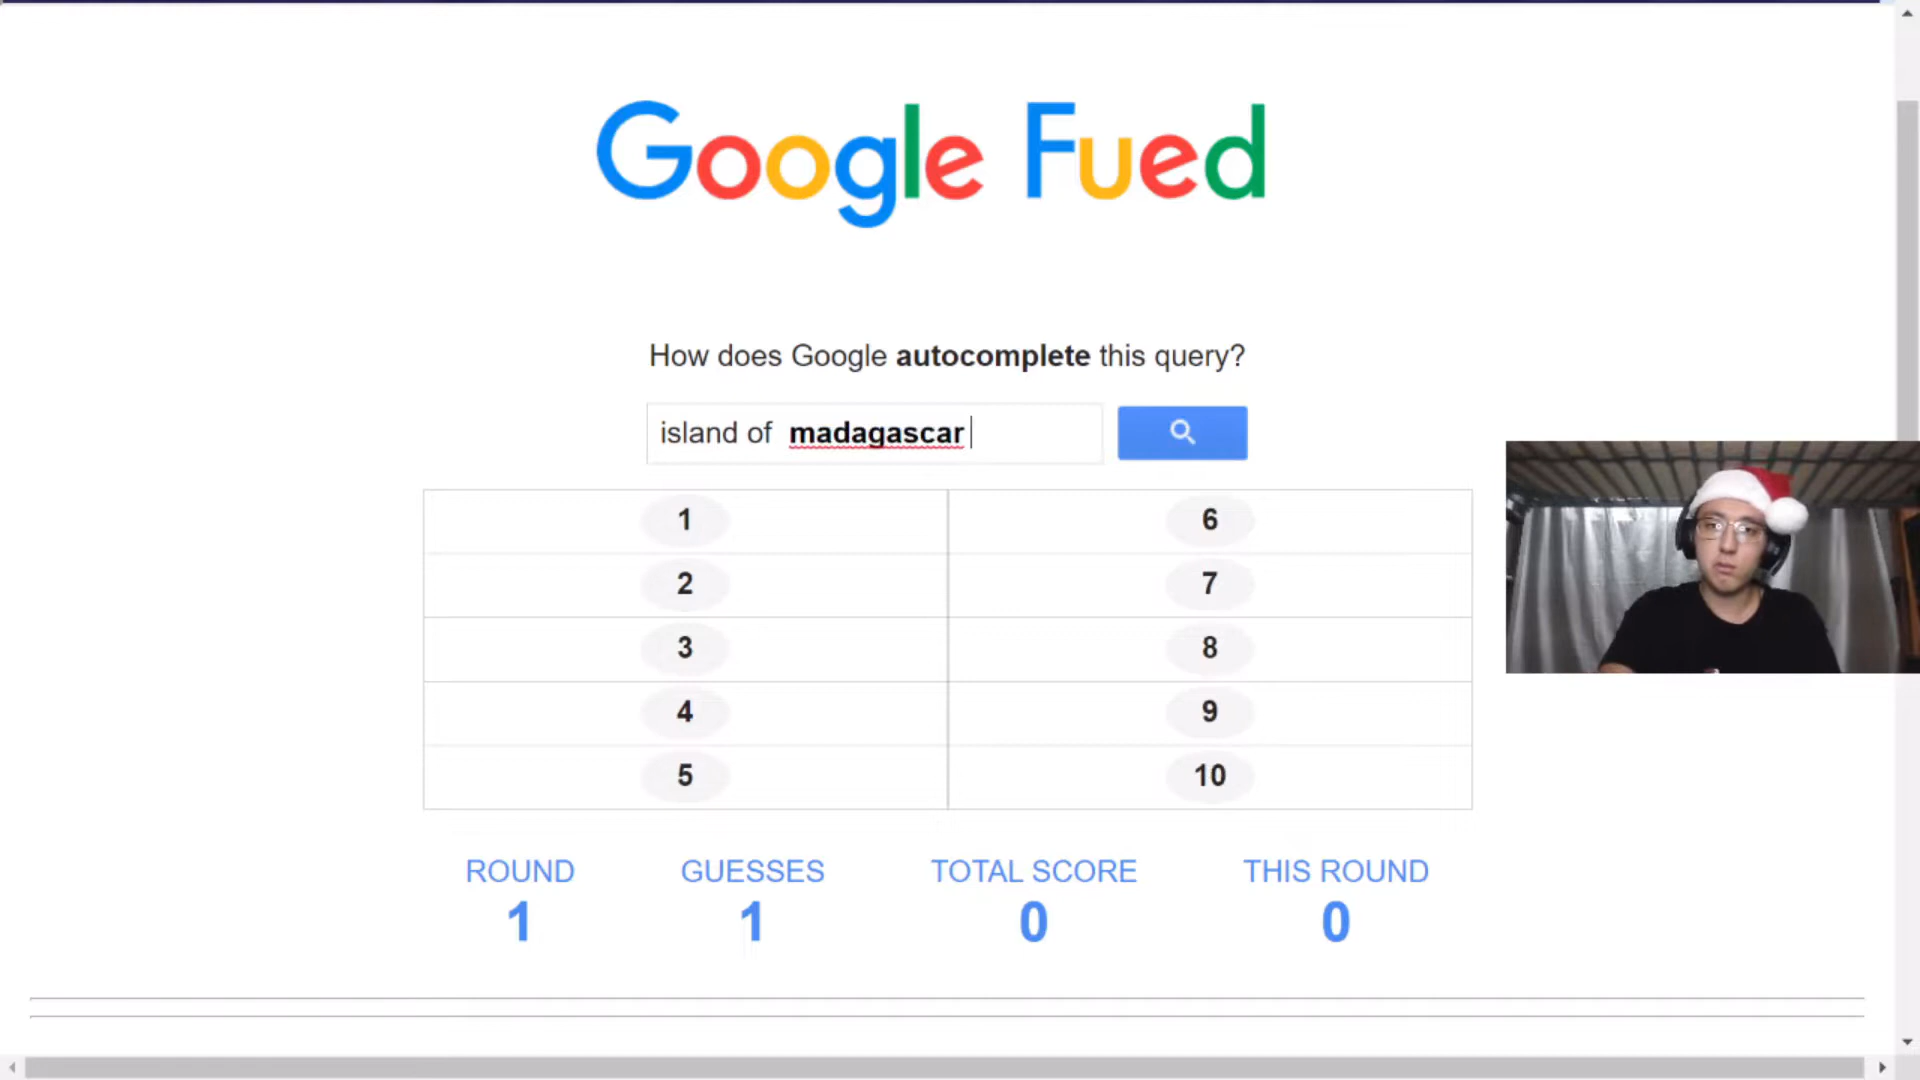 Google Fued
How does Google autocomplete this query?
island of madagascar
1 6
2 7
3 8
4 9
5 10
ROUND GUESSES TOTAL SCORE THIS ROUND
1 1 0 0